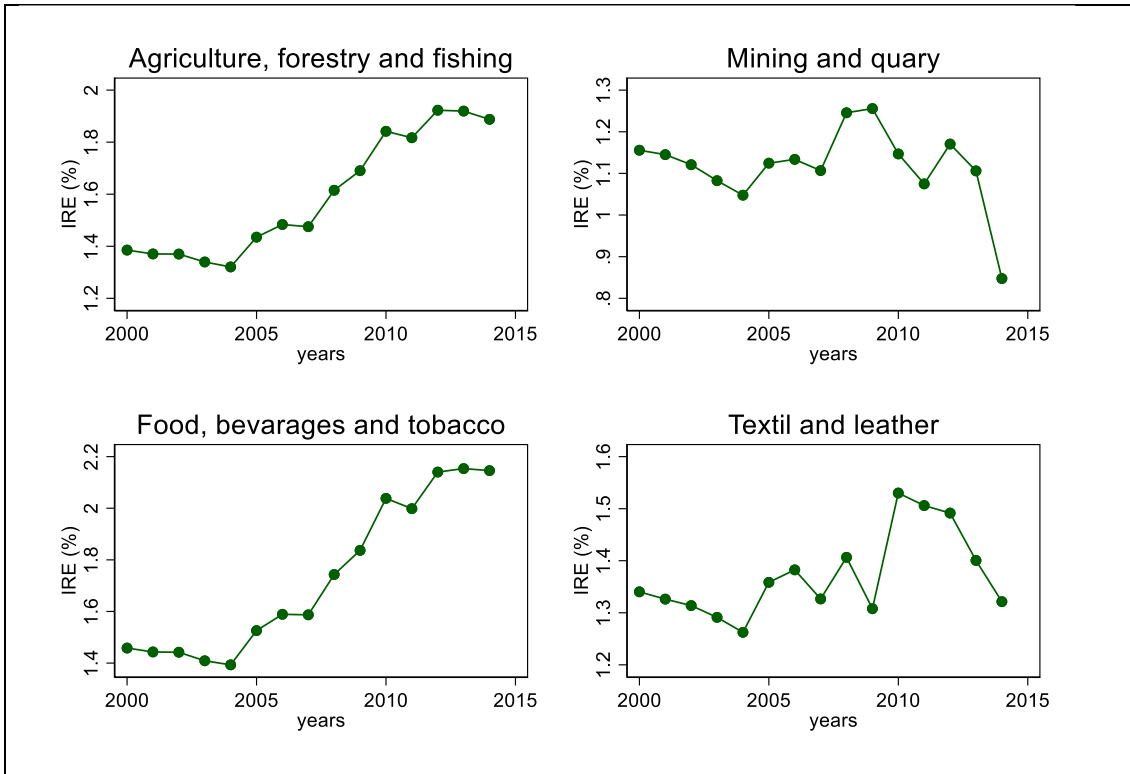 Agriculture, forestry and fishing
IRE (%)
2
1.8
1.6
1.4
1.2
2000 2005 2010 2015
years
Mining and quary
IRE (%)
1.3
1.2
1.1
1
.9
.8
2000 2005 2010 2015
years
Food, bevarages and tobacco
IRE (%)
2.2
2
1.8
1.6
1.4
2000 2005 2010 2015
years
Textil and leather
IRE (%)
1.6
1.5
1.4
1.3
1.2
2000 2005 2010 2015
years